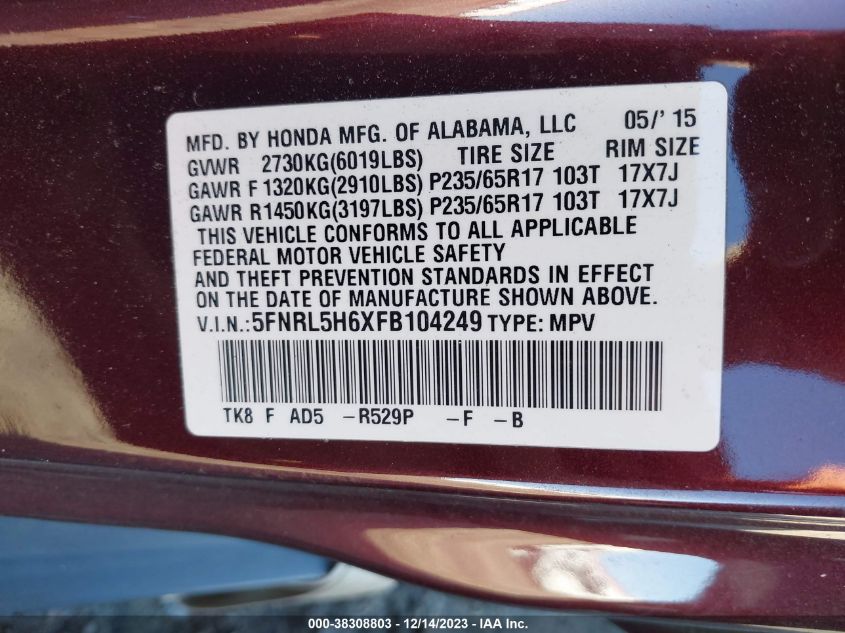 MFD. BY HONDA MFG. OF ALABAMA, LLC 05/' 15
GVWR 2730KG(6019LBS) TIRE SIZE RIM SIZE
GAWR F 1320KG(2910LBS) P235/65R17 103T 17X7J
GAWR R1450KG(3197LBS) P235/65R17 103T 17X7J
THIS VEHICLE CONFORMS TO ALL APPLICABLE
FEDERAL MOTOR VEHICLE SAFETY
AND THEFT PREVENTION STANDARDS IN EFFECT
ON THE DATE OF MANUFACTURE SHOWN ABOVE.
V.I.N.:5FNRL5H6XFB104249 TYPE: MPV
TK8 F AD5 -R529P -F -B
000-38308803 - 12/14/2023 - IAA Inc.